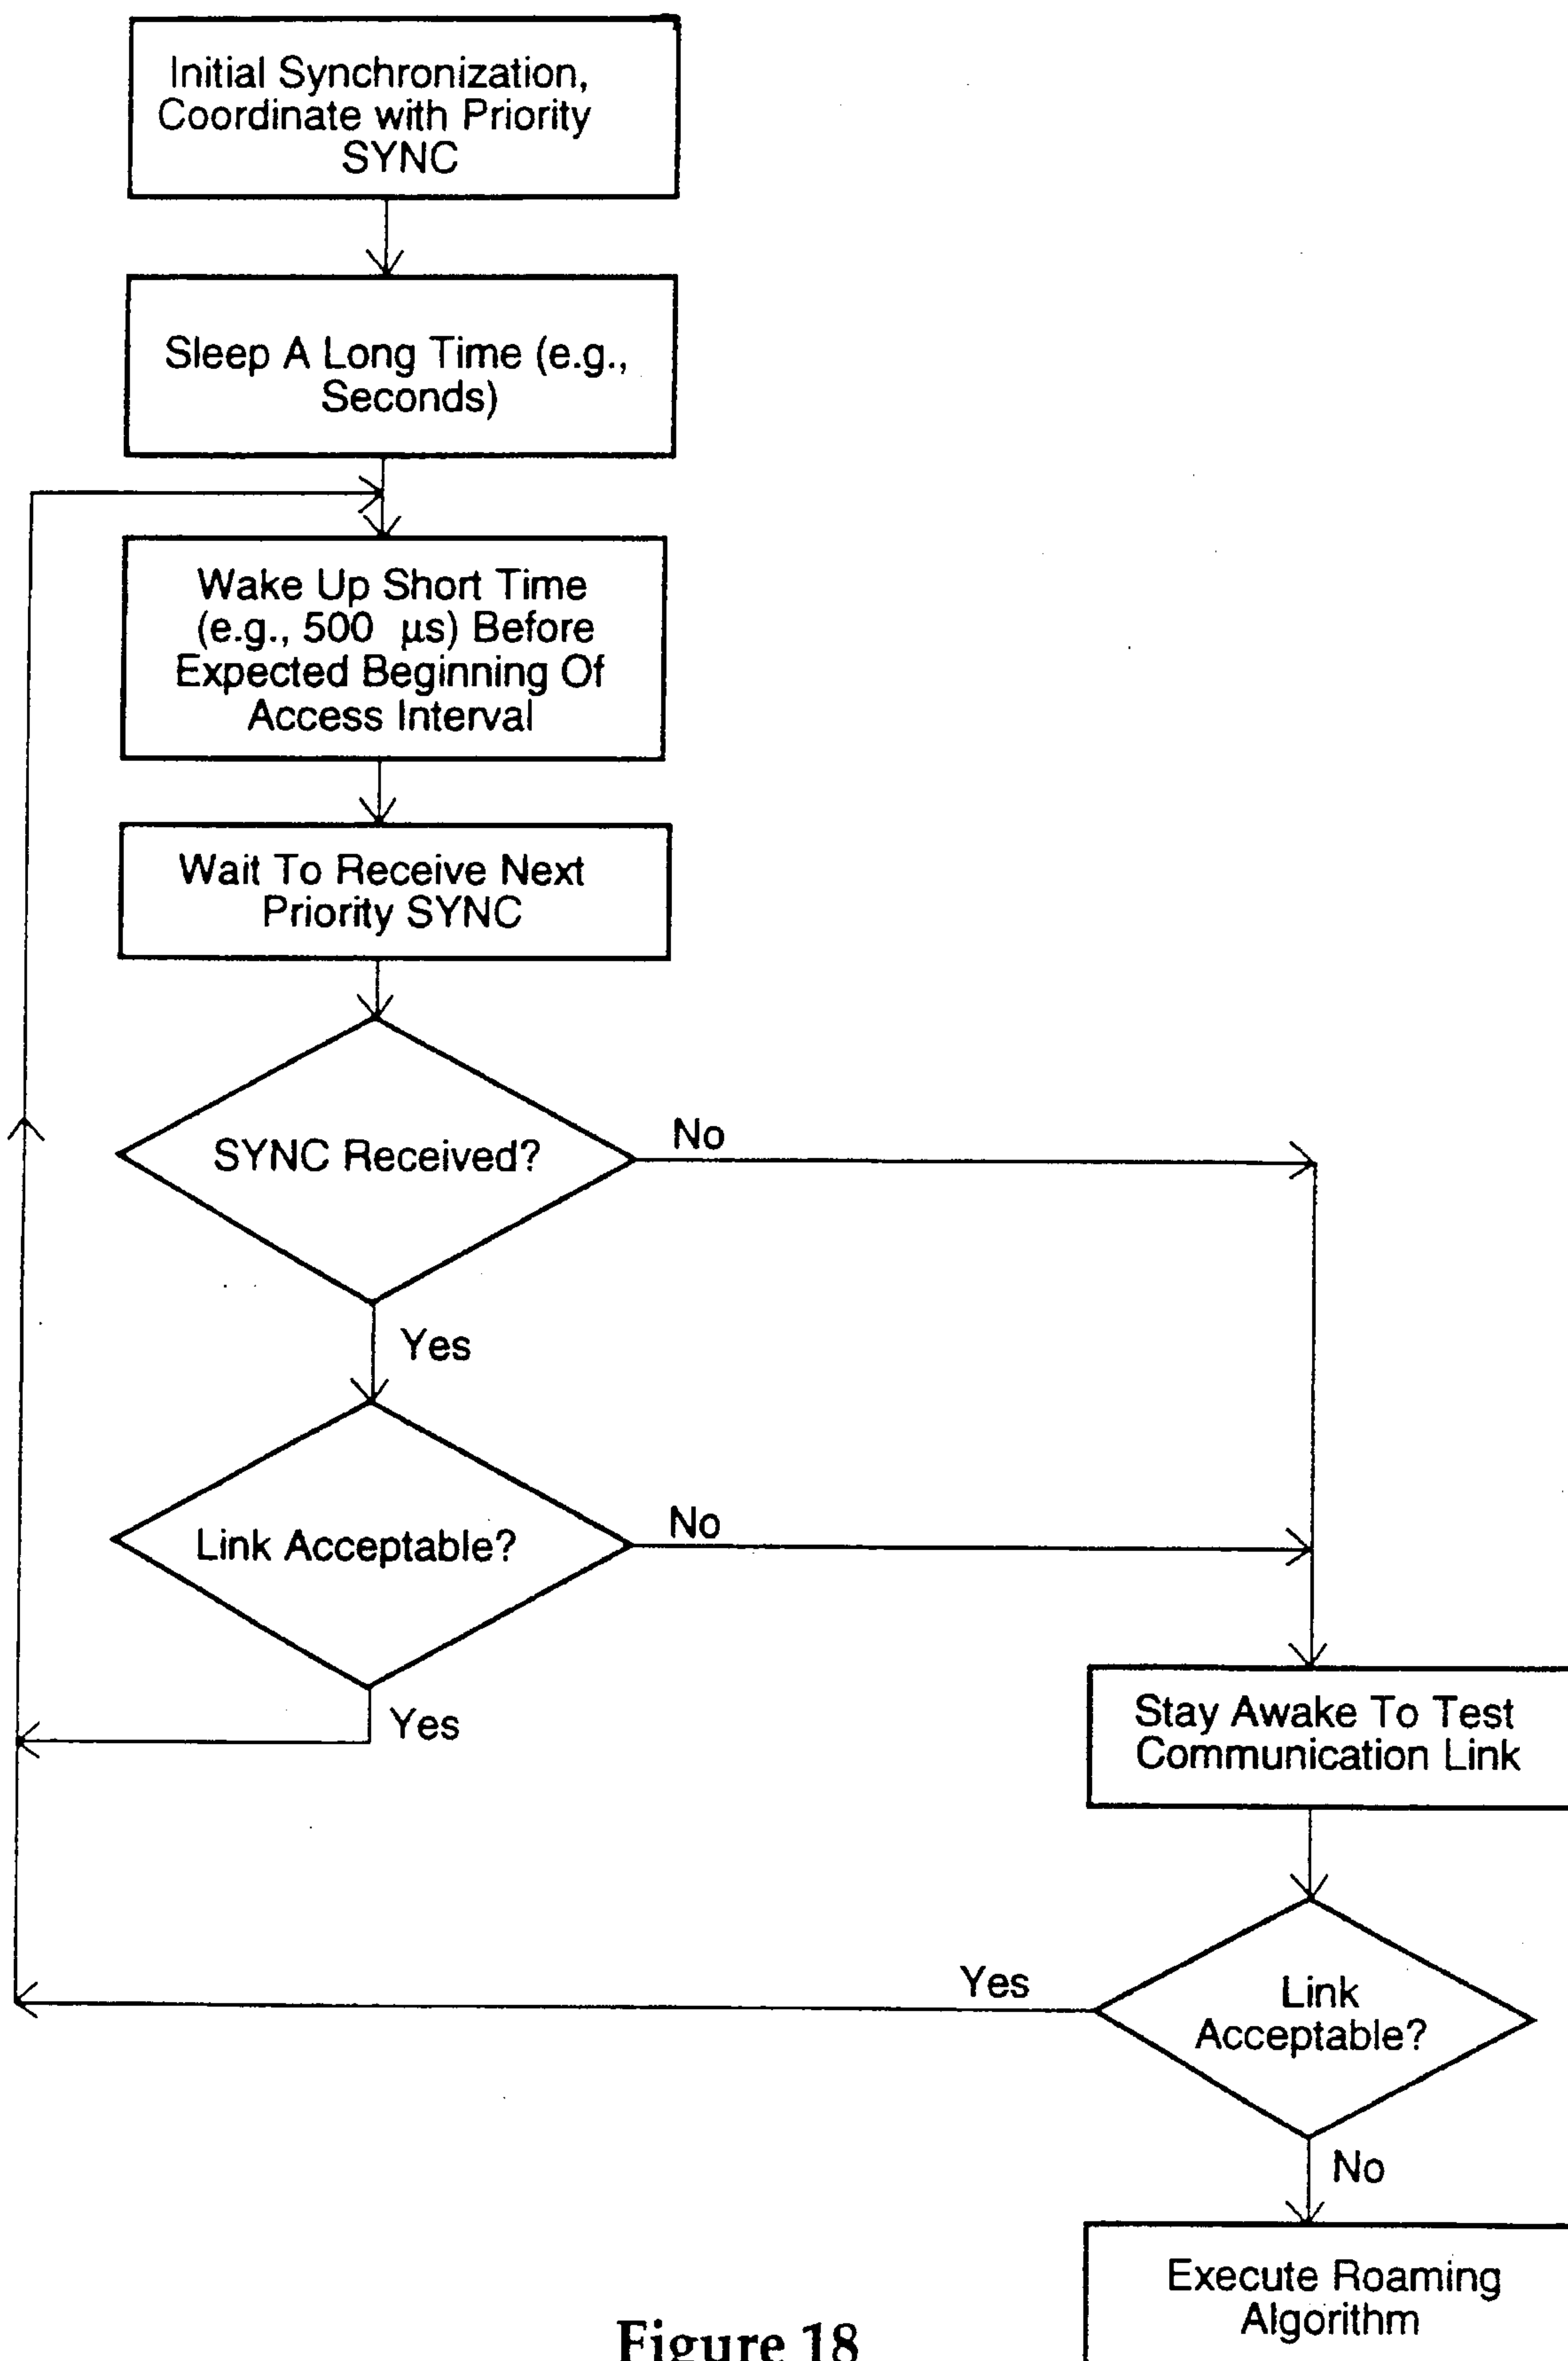 Initial Synchronization,
Coordinate with Priority
SYNC
Sleep A Long Time (e.g.,
Seconds)
Wake Up Short Time
(e.g., 500 µs) Before
Expected Beginning Of
Access Interval
Wait To Receive Next
Priority SYNC
SYNC Received?
No
Yes
Link Acceptable?
No
Yes
Stay Awake To Test
Communication Link
Link
Acceptable?
Yes
No
Execute Roaming
Algorithm
Figure 18